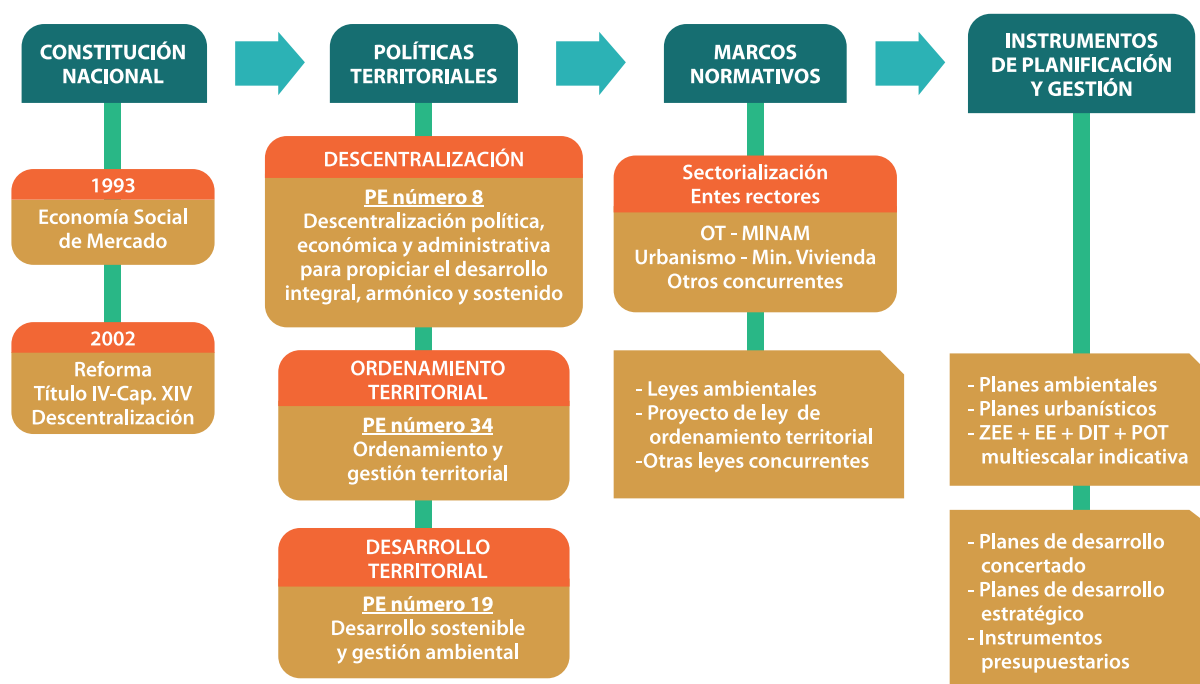 CONSTITUCÓN
NACIONAL
1993
Economía Social
de Mercado
2002
Reforma
Título IV-Cap. XIV
Descentralización
POLÍTICAS
TERRITORIALES
DESCENTRALIZACIÓN
PE número 8
Descentralización política,
económica y administrativa
para propiciar el desarrollo
integral, armónico y sostenido
ORDENAMIENTO
TERRITORIAL
PE número 34
Ordenamiento y
gestión territorial
DESARROLLO
TERRITORIAL
PE número 19
Desarrollo sostenible
y gestión ambiental
MARCOS
NORMATIVOS
Sectorialización
Entes rectores
OT - MINAM
Urbanismo - Min. Vivienda
Otros concurrentes
- Leyes ambientales
- Proyecto de ley de
ordenamiento territorial
-Otras leyes concurrentes
INSTRUMENTOS
DE PLANIFICACIÓN
Y GESTIÓN
- Planes ambientales
- Planes urbanísticos
- ZEE + EE + DIT + POT
multiescalar indicativa
- Planes de desarrollo
concertado
- Planes de desarrollo
estratégico
- Instrumentos
presupuestarios